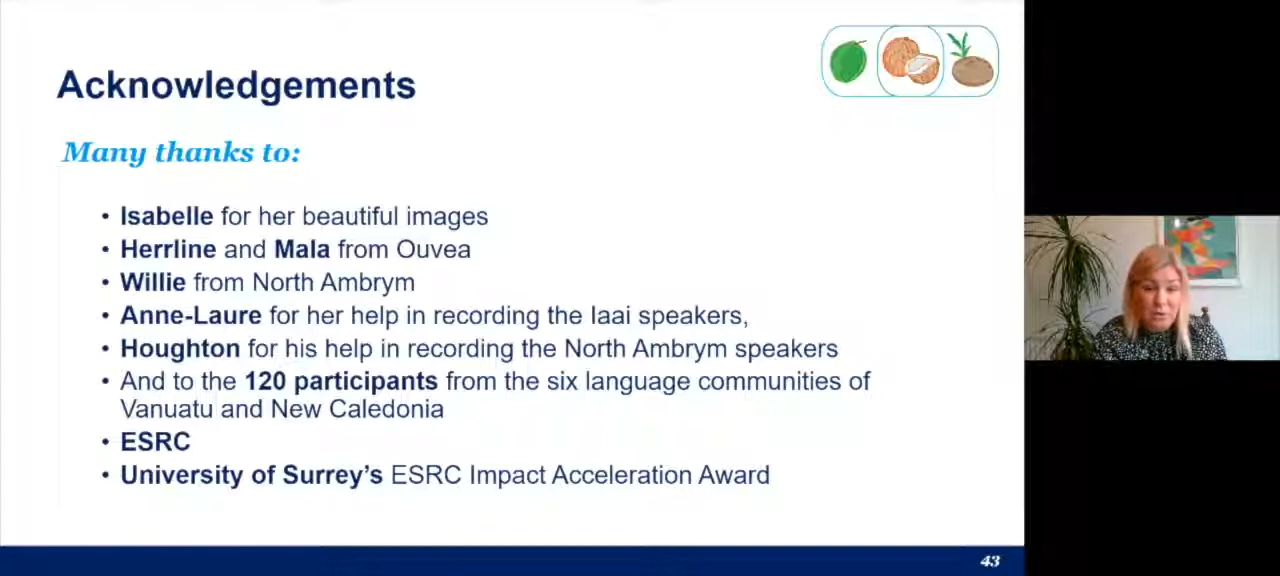 Acknowledgements
Many thanks to:
• Isabelle for her beautiful images
• Herrline and Mala from Ouvea
• Willie from North Ambrym
• Anne-Laure for her help in recording the Iaai speakers,
• Houghton for his help in recording the North Ambrym speakers
• And to the 120 participants from the six language communities of
Vanuatu and New Caledonia
• ESRC
• University of Surrey’s ESRC Impact Acceleration Award
43